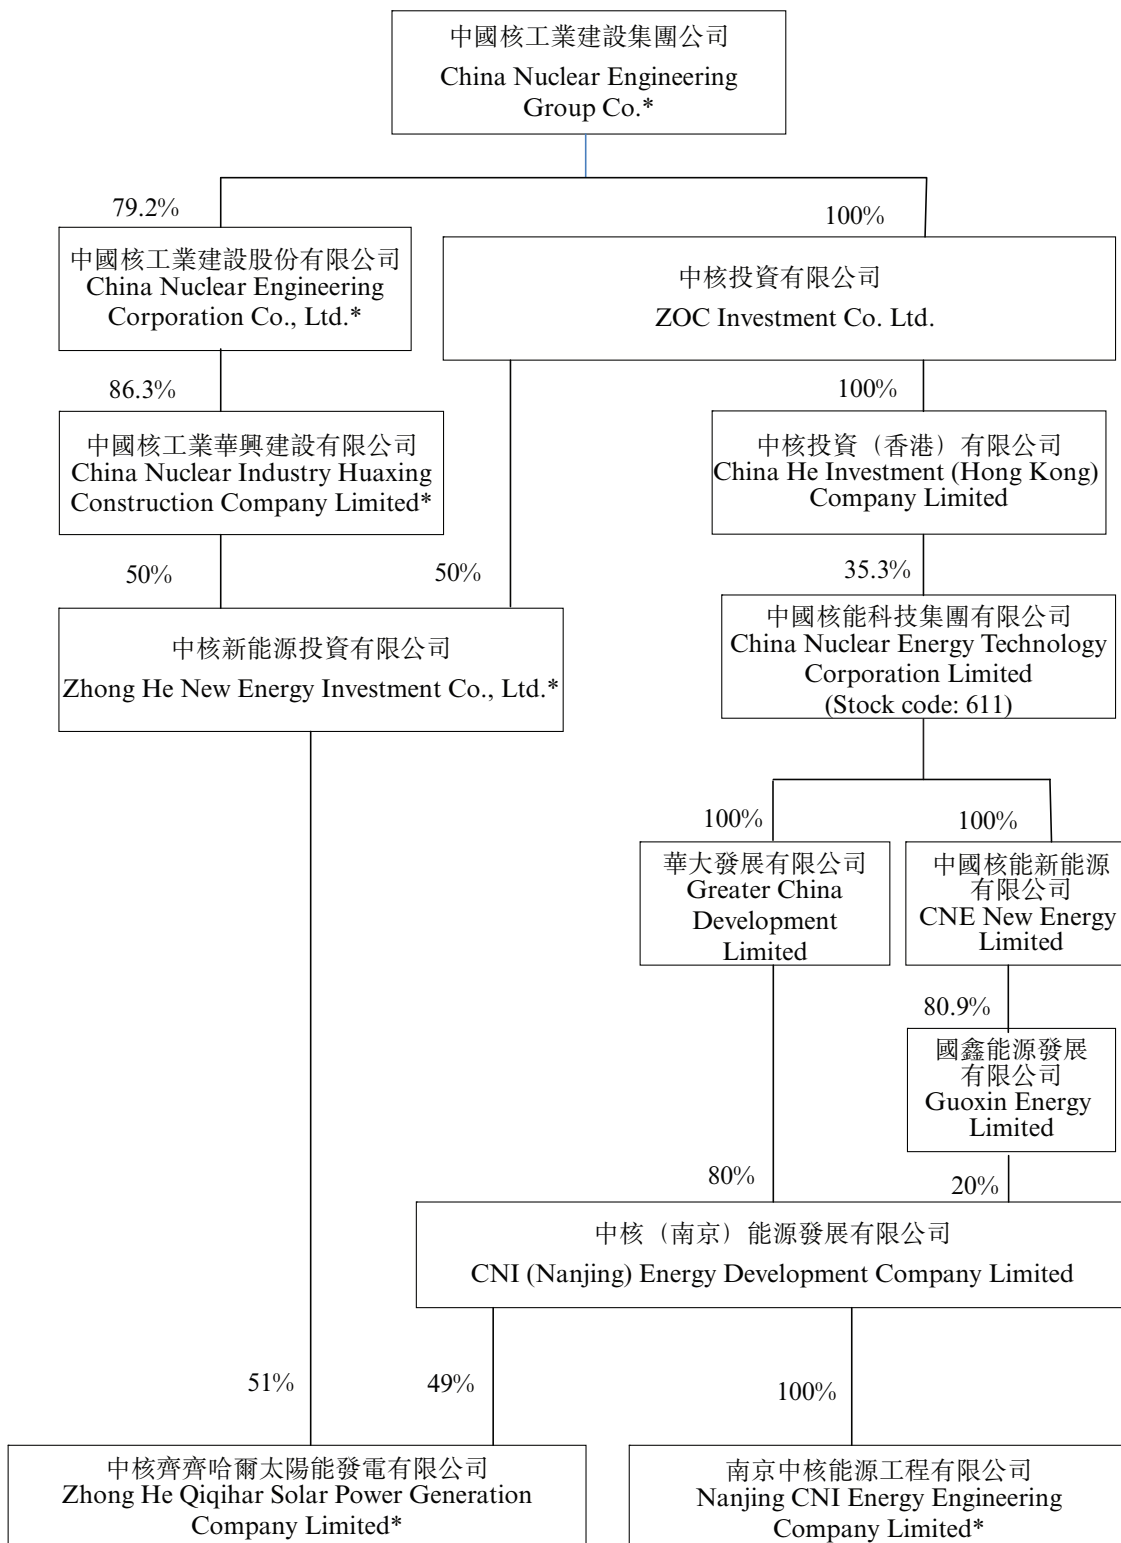 中國核工業建設集團公司
China Nuclear Engineering
Group Co.*
79.2%
100%
中國核工業建設股份有限公司
China Nuclear Engineering
Corporation Co., Ltd.*
中核投資有限公司
ZOC Investment Co. Ltd.
86.3%
100%
中國核工業華興建設有限公司
China Nuclear Industry Huaxing
Construction Company Limited*
中核投資（香港）有限公司
China He Investment (Hong Kong)
Company Limited
50%
50%
35.3%
中核新能源投資有限公司
Zhong He New Energy Investment Co., Ltd.*
中國核能科技集團有限公司
China Nuclear Energy Technology
Corporation Limited
(Stock code: 611)
100%
100%
華大發展有限公司
Greater China
Development
Limited
中國核能新能源
有限公司
CNE New Energy
Limited
80.9%
國鑫能源發展
有限公司
Guoxin Energy
Limited
80%
20%
中核（南京）能源發展有限公司
CNI (Nanjing) Energy Development Company Limited
51%
49%
100%
中核齊齊哈爾太陽能發電有限公司
Zhong He Qiqihar Solar Power Generation
Company Limited*
南京中核能源工程有限公司
Nanjing CNI Energy Engineering
Company Limited*